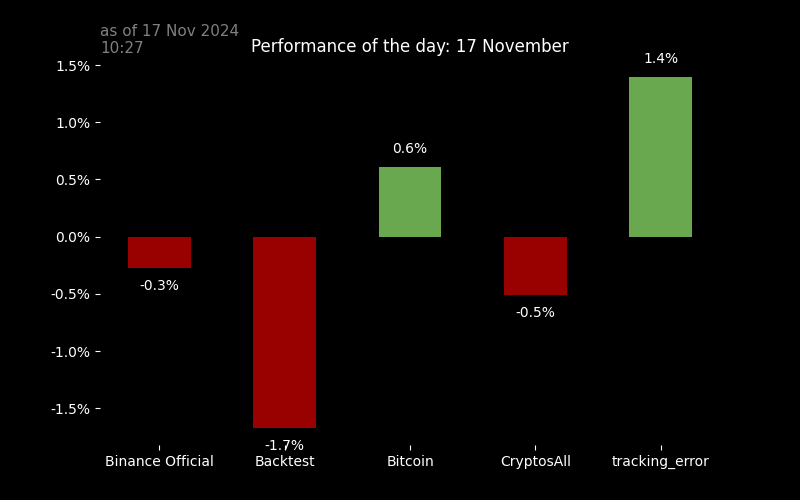 as of 17 Nov 2024
10:27
Performance of the day: 17 November
1.5%
1.0%
0.5%
0.0%
-0.5%
-1.0%
-1.5%
-0.3%
-1.7%
0.6%
-0.5%
1.4%
Binance Official
Backtest
Bitcoin
CryptosAll
tracking_error